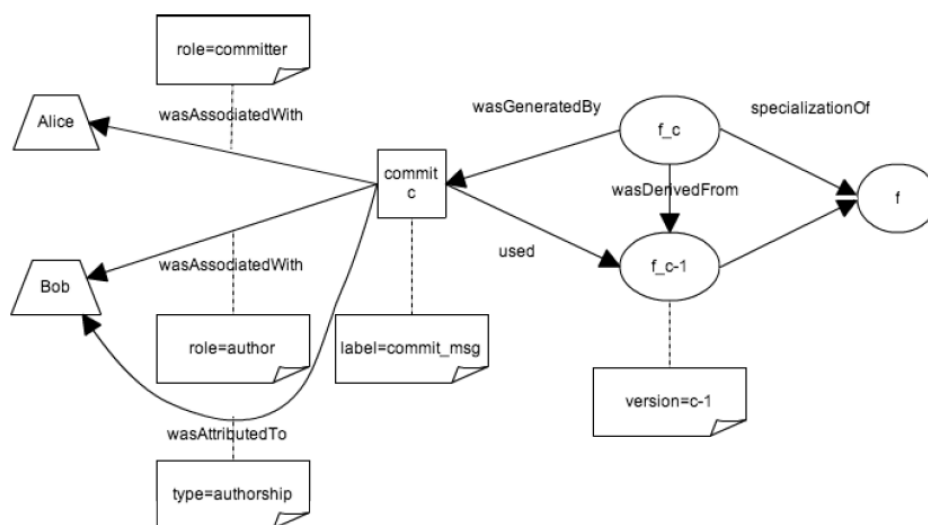 role=committer
Alice
wasAssociatedWith
wasGeneratedBy
f_c
specializationOf
commit
c
wasDerivedFrom
f
wasAssociatedWith
used
f_c-1
Bob
role=author
label=commit_msg
version=c-1
wasAttributedTo
type=authorship